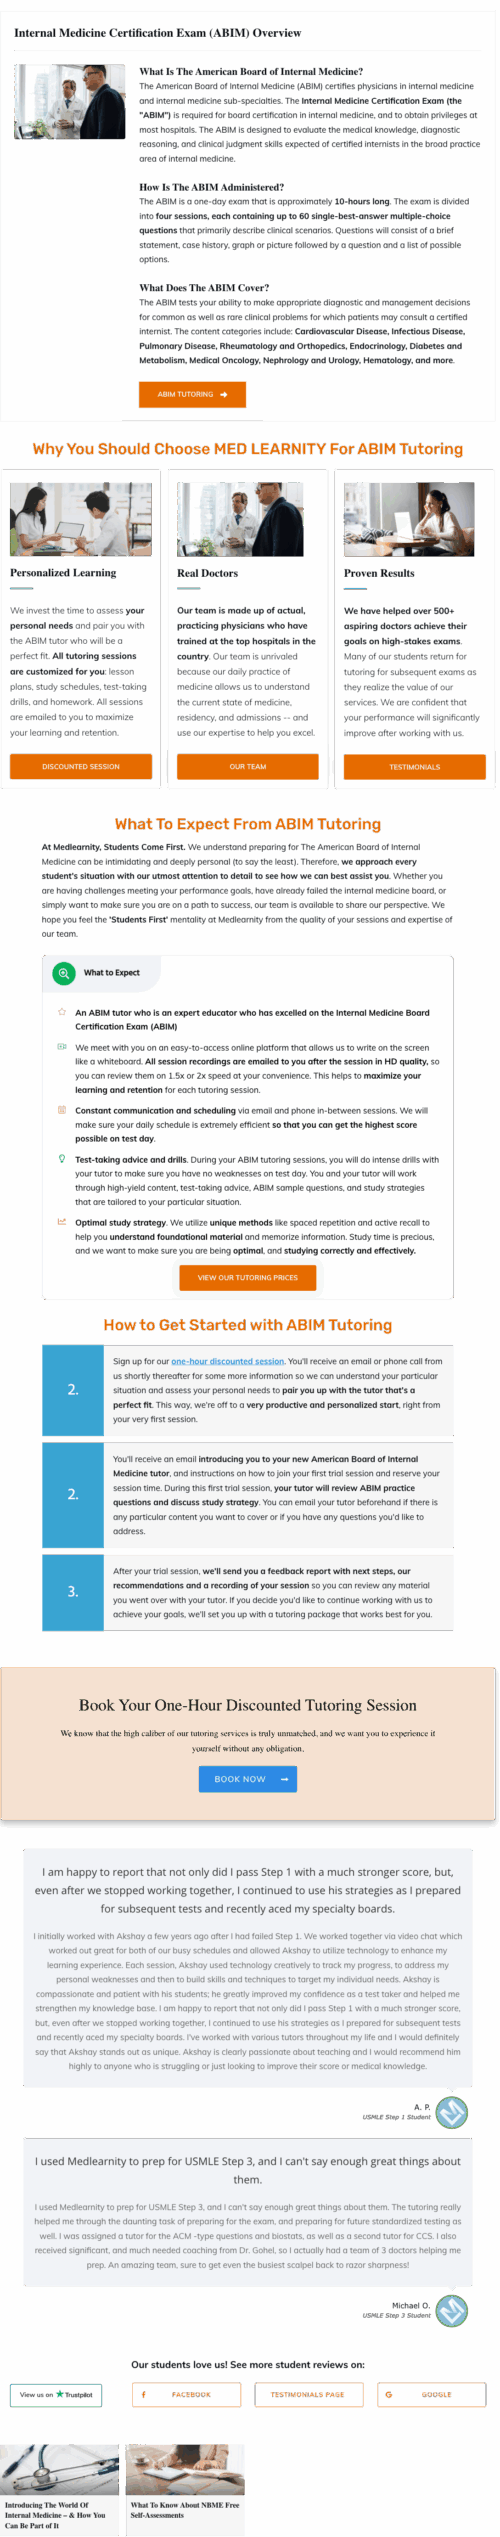 Internal Medicine Certification Exam (ABIM) Overview
What Is The American Board of Internal Medicine?
The American Board of Internal Medicine (ABIM) certifies physicians in internal medicine
and internal medicine sub-specialties. The Internal Medicine Certification Exam (the
"ABIM") is required for board certification in internal medicine, and to obtain privileges at
most hospitals. The ABIM is designed to evaluate the medical knowledge, diagnostic
reasoning, and clinical judgment skills expected of certified internists in the broad practice
area of internal medicine.
How Is The ABIM Administered?
The ABIM is a one-day exam that is approximately 10-hours long. The exam is divided
into four sessions, each containing up to 60 single-best-answer multiple-choice
questions that primarily describe clinical scenarios. Questions will consist of a brief
statement, case history, graph or picture followed by a question and a list of possible
options.
What Does The ABIM Cover?
The ABIM tests your ability to make appropriate diagnostic and management decisions
for common as well as rare clinical problems for which patients may consult a certified
internist. The content categories include: Cardiovascular Disease, Infectious Disease,
Pulmonary Disease, Rheumatology and Orthopedics, Endocrinology, Diabetes and
Metabolism, Medical Oncology, Nephrology and Urology, Hematology, and more.
ABIM TUTORING
Why You Should Choose MED LEARNITY For ABIM Tutoring
Personalized Learning
We invest the time to assess your
personal needs and pair you with
the ABIM tutor who will be a
perfect fit. All tutoring sessions
are customized for you: lesson
plans, study schedules, test-taking
drills, and homework. All sessions
are emailed to you to maximize
your learning and retention.
DISCOUNTED SESSION
Real Doctors
Our team is made up of actual,
practicing physicians who have
trained at the top hospitals in the
country. Our team is unrivaled
because our daily practice of
medicine allows us to understand
the current state of medicine,
residency, and admissions -- and
use our expertise to help you excel.
OUR TEAM
Proven Results
We have helped over 500+
aspiring doctors achieve their
goals on high-stakes exams.
Many of our students return for
tutoring for subsequent exams as
they realize the value of our
services. We are confident that
your performance will significantly
improve after working with us.
TESTIMONIALS
What To Expect From ABIM Tutoring
At Medlearnity, Students Come First. We understand preparing for The American Board of Internal
Medicine can be intimidating and deeply personal (to say the least). Therefore, we approach every
student's situation with our utmost attention to detail to see how we can best assist you. Whether you
are having challenges meeting your performance goals, have already failed the internal medicine board, or
simply want to make sure you are on a path to success, our team is available to share our perspective. We
hope you feel the 'Students First' mentality at Medlearnity from the quality of your sessions and expertise of
our team.
What to Expect
An ABIM tutor who is an expert educator who has excelled on the Internal Medicine Board
Certification Exam (ABIM)
We meet with you on an easy-to-access online platform that allows us to write on the screen
like a whiteboard. All session recordings are emailed to you after the session in HD quality, so
you can review them on 1.5x or 2x speed at your convenience. This helps to maximize your
learning and retention for each tutoring session.
Constant communication and scheduling via email and phone in-between sessions. We will
make sure your daily schedule is extremely efficient so that you can get the highest score
possible on test day.
Test-taking advice and drills. During your ABIM tutoring sessions, you will do intense drills with
your tutor to make sure you have no weaknesses on test day. You and your tutor will work
through high-yield content, test-taking advice, ABIM sample questions, and study strategies
that are tailored to your particular situation.
Optimal study strategy. We utilize unique methods like spaced repetition and active recall to
help you understand foundational material and memorize information. Study time is precious,
and we want to make sure you are being optimal, and studying correctly and effectively.
VIEW OUR TUTORING PRICES
How to Get Started with ABIM Tutoring
2.
Sign up for our one-hour discounted session. You'll receive an email or phone call from
us shortly thereafter for some more information so we can understand your particular
situation and assess your personal needs to pair you up with the tutor that's a
perfect fit. This way, we're off to a very productive and personalized start, right from
your very first session.
2.
You'll receive an email introducing you to your new American Board of Internal
Medicine tutor, and instructions on how to join your first trial session and reserve your
session time. During this first trial session, your tutor will review ABIM practice
questions and discuss study strategy. You can email your tutor beforehand if there is
any particular content you want to cover or if you have any questions you'd like to
address.
3.
After your trial session, we'll send you a feedback report with next steps, our
recommendations and a recording of your session so you can review any material
you went over with your tutor. If you decide you'd like to continue working with us to
achieve your goals, we'll set you up with a tutoring package that works best for you.
Book Your One-Hour Discounted Tutoring Session
We know that the high caliber of our tutoring services is truly unmatched, and we want you to experience it
yourself without any obligation.
BOOK NOW
I am happy to report that not only did I pass Step 1 with a much stronger score, but,
even after we stopped working together, I continued to use his strategies as I prepared
for subsequent tests and recently aced my specialty boards.
I initially worked with Akshay a few years ago after I had failed Step 1. We worked together via video chat which
worked out great for both of our busy schedules and allowed Akshay to utilize technology to enhance my
learning experience. Each session, Akshay used technology creatively to track my progress, to address my
personal weaknesses and then to build skills and techniques to target my individual needs. Akshay is
compassionate and patient with his students; he greatly improved my confidence as a test taker and helped me
strengthen my knowledge base. I am happy to report that not only did I pass Step 1 with a much stronger score,
but, even after we stopped working together, I continued to use his strategies as I prepared for subsequent tests
and recently aced my specialty boards. I've worked with various tutors throughout my life and I would definitely
say that Akshay stands out as unique. Akshay is clearly passionate about teaching and I would recommend him
highly to anyone who is struggling or just looking to improve their score or medical knowledge.
A. P.
USMLE Step 1 Student
I used Medlearnity to prep for USMLE Step 3, and I can't say enough great things about
them.
I used Medlearnity to prep for USMLE Step 3, and I can't say enough great things about them. The tutoring really
helped me through the daunting task of preparing for the exam, and preparing for future standardized testing as
well. I was assigned a tutor for the ACM -type questions and biostats, as well as a second tutor for CCS. I also
received significant, and much needed coaching from Dr. Gohel, so I actually had a team of 3 doctors helping me
prep. An amazing team, sure to get even the busiest scalpel back to razor sharpness!
Michael O.
USMLE Step 3 Student
Our students love us! See more student reviews on:
View us on Trustpilot
FACEBOOK
TESTIMONIALS PAGE
GOOGLE
Introducing The World Of
Internal Medicine – & How You
Can Be Part of It
What To Know About NBME Free
Self-Assessments